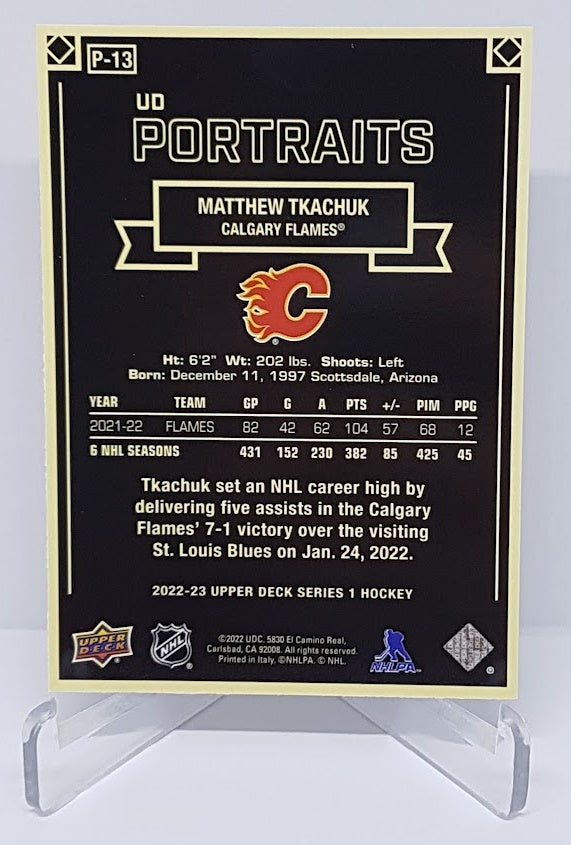 P-13
UD
PORTRAITS
MATTHEW TKACHUK
CALGARY FLAMES®
C
®
Ht: 6'2" Wt: 202 lbs. Shoots: Left
Born: December 11, 1997 Scottsdale, Arizona
YEAR TEAM GP G A PTS +/- PIM PPG
2021-22 FLAMES 82 42 62 104 57 68 12
6 NHL SEASONS 431 152 230 382 85 425 45
Tkachuk set an NHL career high by
delivering five assists in the Calgary
Flames' 7-1 victory over the visiting
St. Louis Blues on Jan. 24, 2022.
2022-23 UPPER DECK SERIES 1 HOCKEY
UPPER
DECK
®
NHL
®
©2022 UDC. 5830 El Camino Real,
Carlsbad, CA 92008. All rights reserved.
Printed in Italy. ©NHLPA. © NHL.
NHLPA™
®